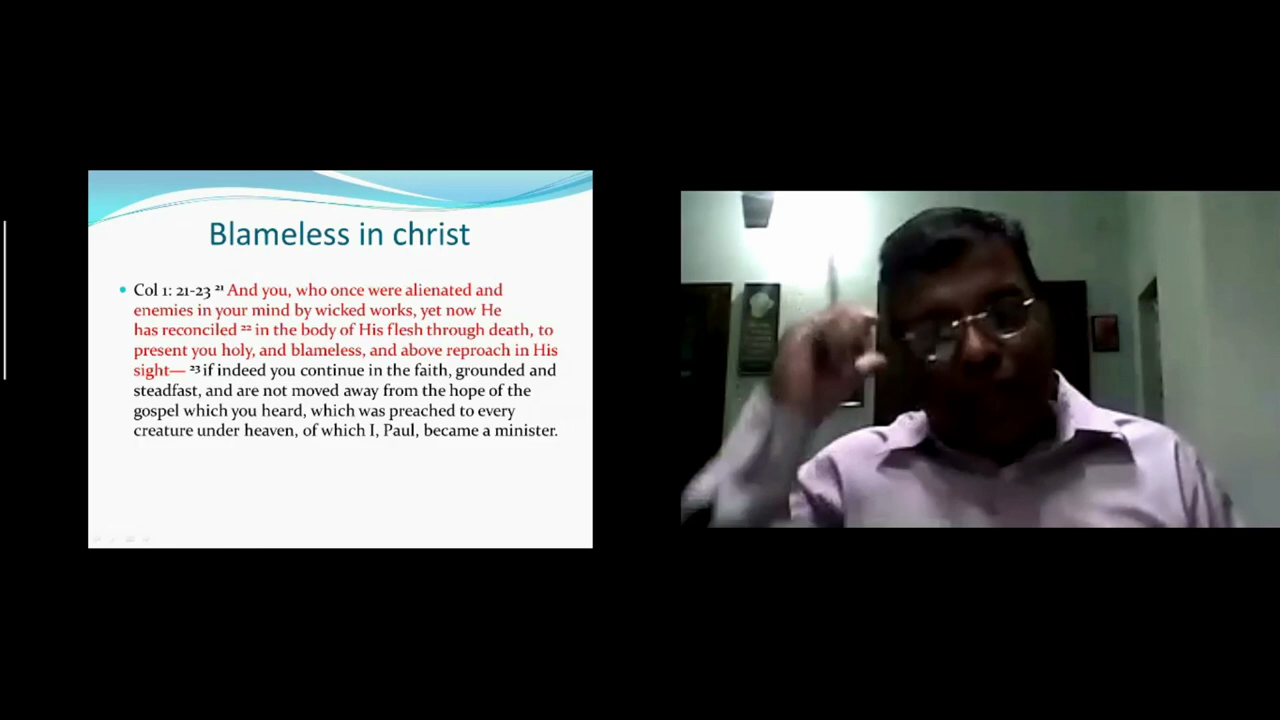 Blameless in christ
• Col 1: 21-23 ²¹ And you, who once were alienated and
enemies in your mind by wicked works, yet now He
has reconciled ²² in the body of His flesh through death, to
present you holy, and blameless, and above reproach in His
sight— ²³ if indeed you continue in the faith, grounded and
steadfast, and are not moved away from the hope of the
gospel which you heard, which was preached to every
creature under heaven, of which I, Paul, became a minister.